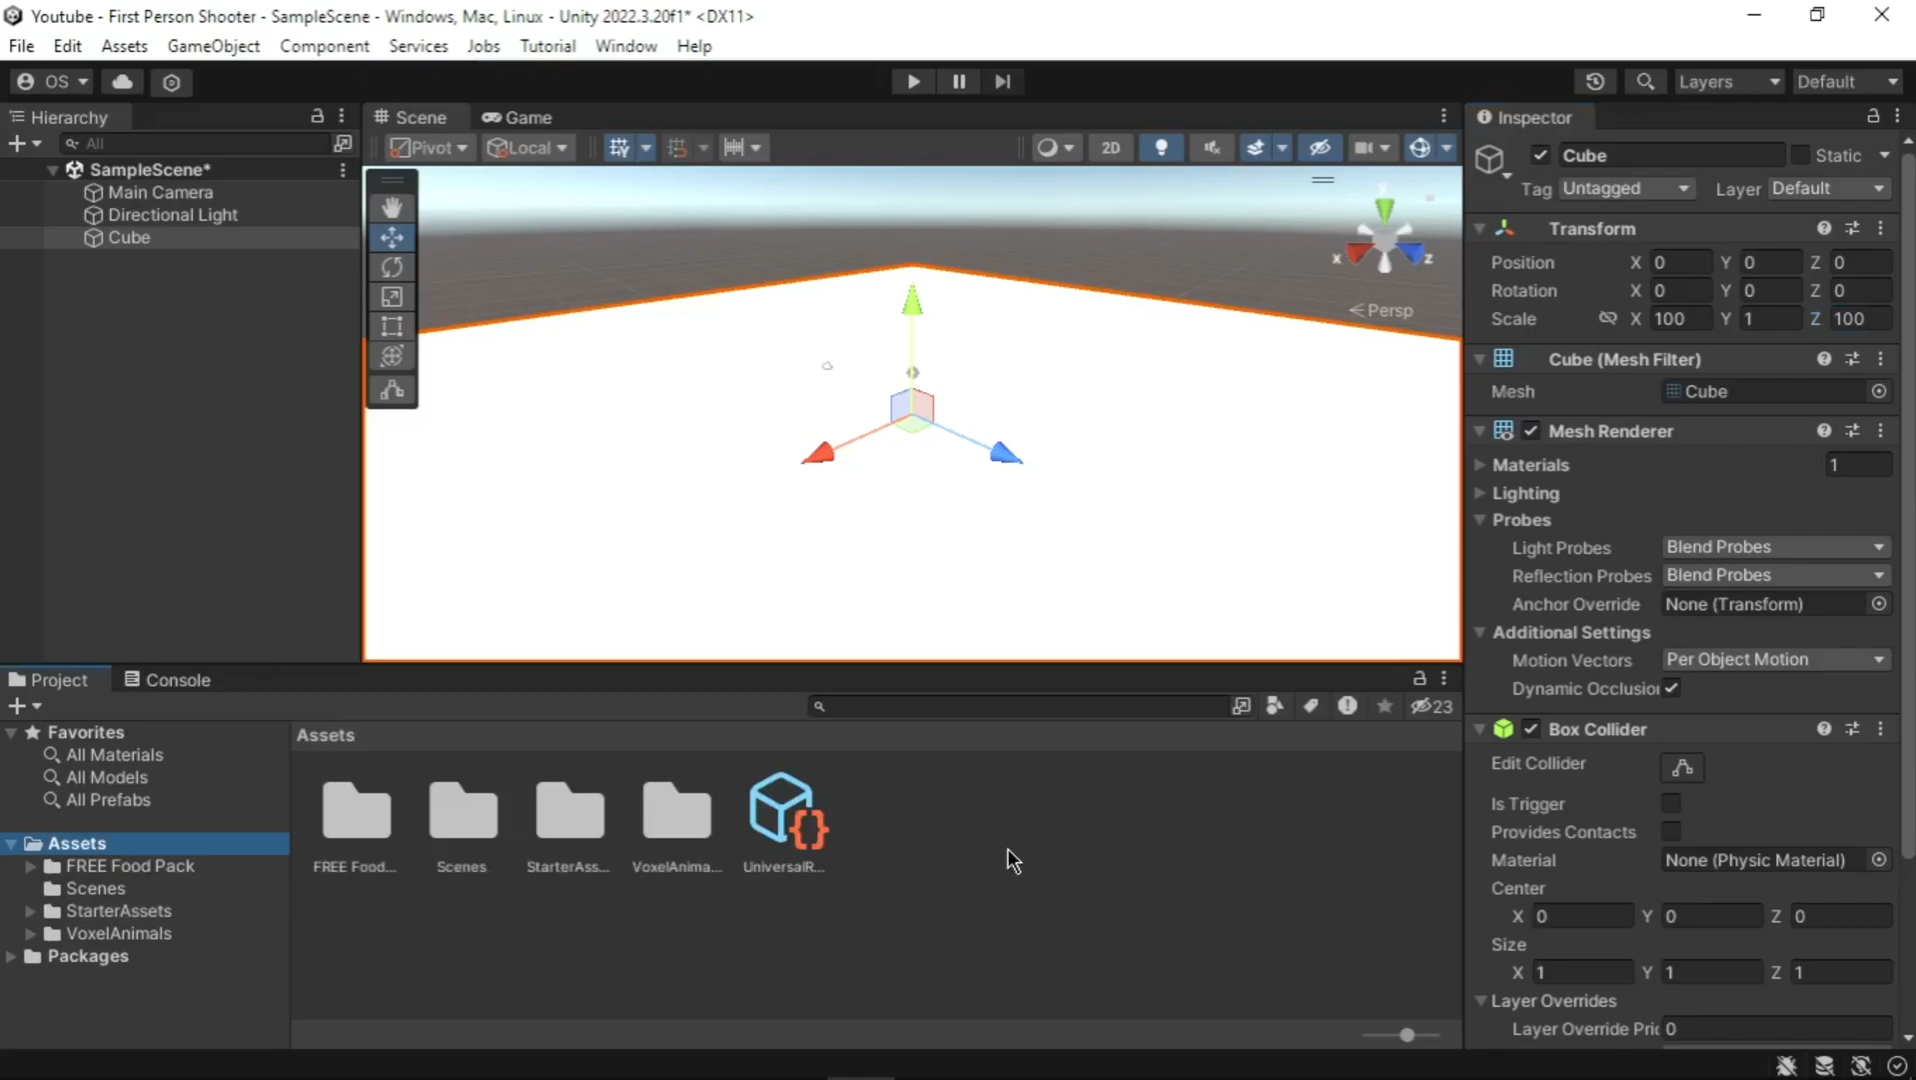 Youtube - First Person Shooter - SampleScene - Windows, Mac, Linux - Unity 2022.3.20f1* <DX11>
File Edit Assets GameObject Component Services Jobs Tutorial Window Help
OS Layers Default
Hierarchy
All
SampleScene*
Main Camera
Directional Light
Cube
Scene Game
Pivot Local 2D
y
x z
Persp
Inspector
Cube Static
Tag Untagged Layer Default
Transform
Position X 0 Y 0 Z 0
Rotation X 0 Y 0 Z 0
Scale X 100 Y 1 Z 100
Cube (Mesh Filter)
Mesh Cube
Mesh Renderer
Materials 1
Lighting
Probes
Light Probes Blend Probes
Reflection Probes Blend Probes
Anchor Override None (Transform)
Additional Settings
Motion Vectors Per Object Motion
Dynamic Occlusion
Box Collider
Edit Collider
Is Trigger
Provides Contacts
Material None (Physic Material)
Center
X 0 Y 0 Z 0
Size
X 1 Y 1 Z 1
Layer Overrides
Layer Override Pric 0
Project Console
23
Favorites
All Materials
All Models
All Prefabs
Assets
FREE Food Pack
Scenes
StarterAssets
VoxelAnimals
Packages
Assets
FREE Food... Scenes StarterAss... VoxelAnima... UniversalR...